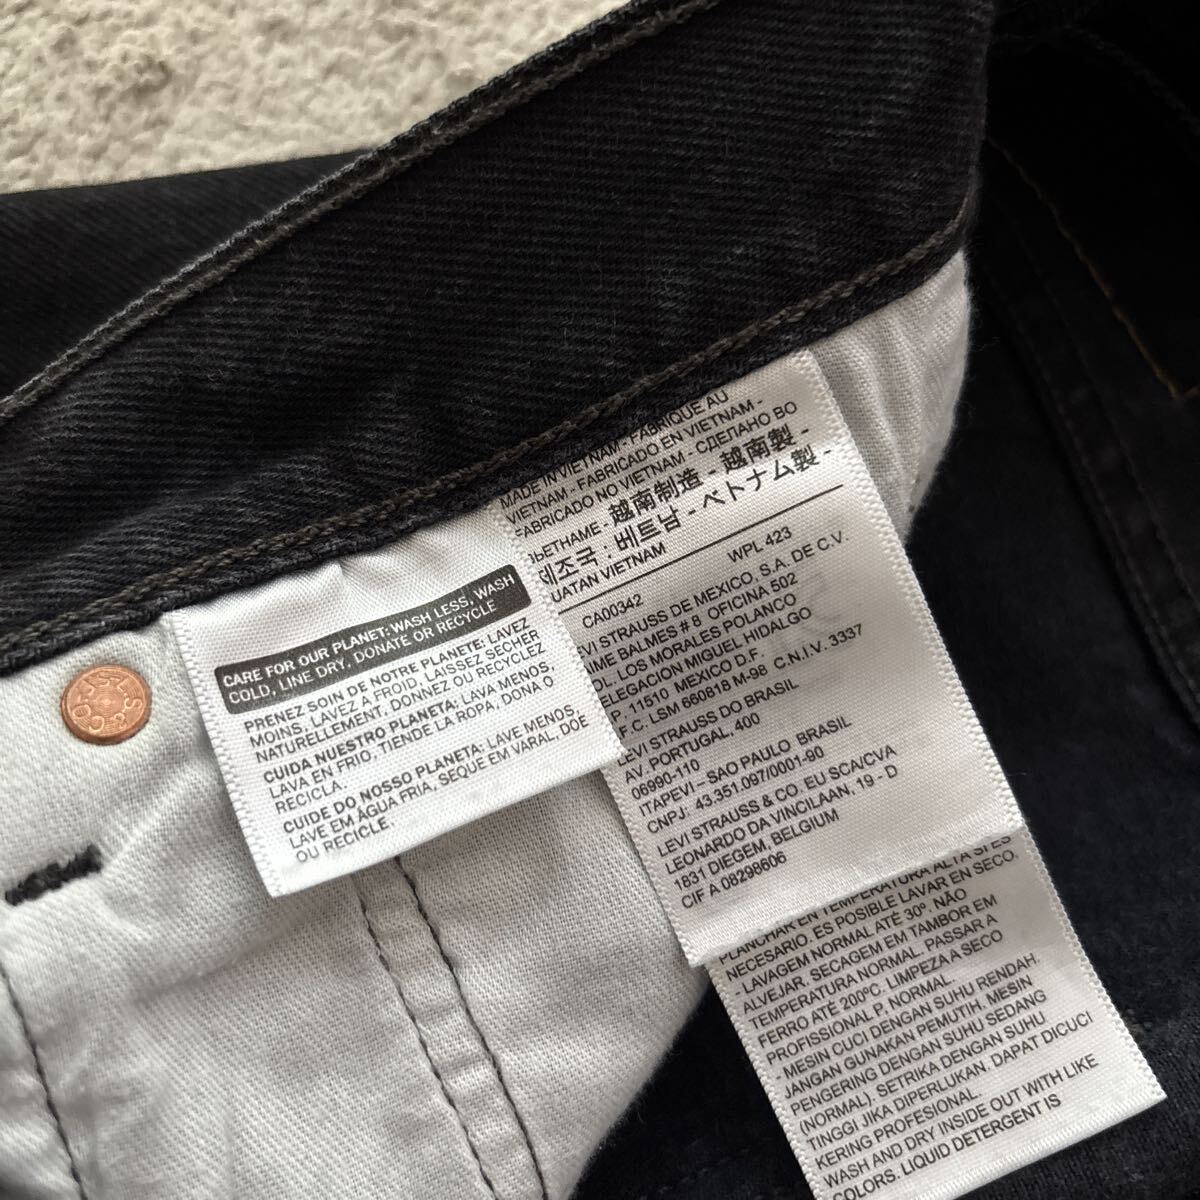 MADE IN VIETNAM - FABRIQUE AU
VIETNAM - FABRICADO EN VIETNAM -
FABRICADO NO VIETNAM - СДЕЛАНО ВО
ВЬЕТНАМЕ - 越南制造 - 越南製 -
제조국 : 베트남 - ベトナム製 -
BUATAN VIETNAM
CA00342 WPL 423
LEVI STRAUSS DE MEXICO, S.A. DE C.V.
JAIME BALMES # 8 OFICINA 502
COL. LOS MORALES POLANCO
DELEGACION MIGUEL HIDALGO
C.P. 11510 MEXICO D.F.
R.F.C. LSM 660818 M-98 C.N.I.V. 3337
LEVI STRAUSS DO BRASIL
AV. PORTUGAL, 400
06990-110
ITAPEVI – SAO PAULO BRASIL
CNPJ. 43.351.097/0001-90
LEVI STRAUSS & CO. EU SCA/CVA
LEONARDO DA VINCILAAN, 19 - D
1831 DIEGEM, BELGIUM
CIF A 08298606
CARE FOR OUR PLANET: WASH LESS, WASH
COLD, LINE DRY, DONATE OR RECYCLE
PRENEZ SOIN DE NOTRE PLANÈTE: LAVEZ
MOINS, LAVEZ A FROID, LAISSEZ SÉCHER
NATURELLEMENT, DONNEZ OU RECYCLEZ
CUIDA NUESTRO PLANETA: LAVA MENOS,
LAVA EN FRIO, TIENDE LA ROPA, DONA O
RECICLA.
CUIDE DO NOSSO PLANETA: LAVE MENOS,
LAVE EM ÁGUA FRIA, SEQUE EM VARAL, DOE
OU RECICLE.
PLANCHAR EN TEMPERATURA ALTA SI ES
NECESARIO. ES POSIBLE LAVAR EN SECO.
- LAVAGEM NORMAL ATÉ 30º. NÃO
ALVEJAR. SECAGEM EM TAMBOR EM
TEMPERATURA NORMAL. PASSAR A
FERRO ATÉ 200ºC. LIMPEZA A SECO
PROFISSIONAL P, NORMAL.
- MESIN CUCI DENGAN SUHU RENDAH.
JANGAN GUNAKAN PEMUTIH. MESIN
PENGERING DENGAN SUHU SEDANG
(NORMAL). SETRIKA DENGAN SUHU
TINGGI JIKA DIPERLUKAN. DAPAT DICUCI
KERING PROFESIONAL.
WASH AND DRY INSIDE OUT WITH LIKE
COLORS. LIQUID DETERGENT IS
L.S.&CO.